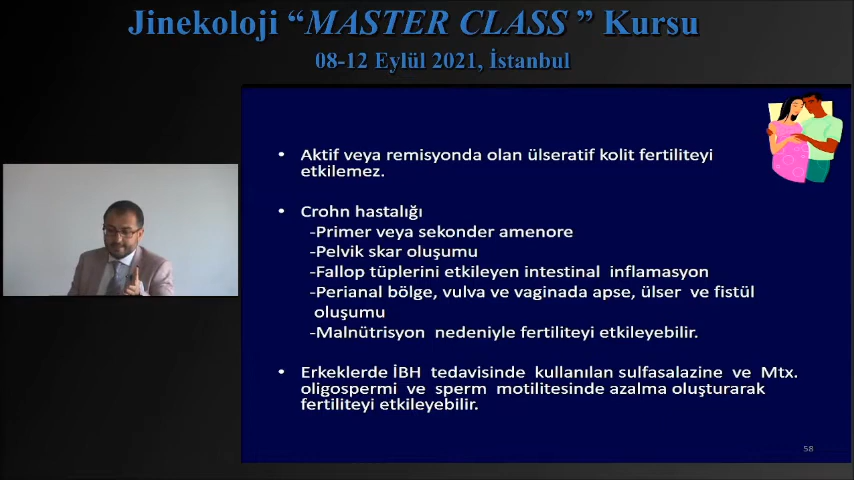 Jinekoloji “MASTER CLASS ” Kursu
08-12 Eylül 2021, İstanbul
• Aktif veya remisyonda olan ülseratif kolit fertiliteyi
etkilemez.
• Crohn hastalığı
-Primer veya sekonder amenore
-Pelvik skar oluşumu
-Fallop tüplerini etkileyen intestinal inflamasyon
-Perianal bölge, vulva ve vaginada apse, ülser ve fistül
oluşumu
-Malnütrisyon nedeniyle fertiliteyi etkileyebilir.
• Erkeklerde İBH tedavisinde kullanılan sulfasalazine ve Mtx.
oligospermi ve sperm motilitesinde azalma oluşturarak
fertiliteyi etkileyebilir.
58